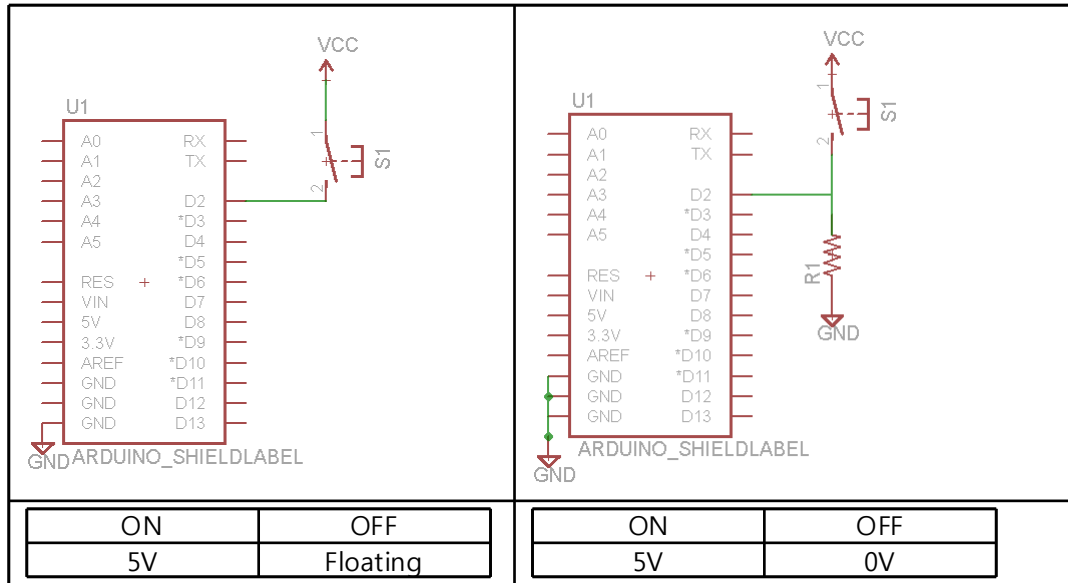 VCC
U1
1
2
S1
A0 RX
A1 TX
A2
A3 D2
A4 *D3
A5 D4
*D5
RES *D6
VIN D7
5V D8
3.3V *D9
AREF *D10
GND *D11
GND D12
GND D13
GND ARDUINO_SHIELDLABEL
ON OFF
5V Floating
VCC
U1
1
2
S1
A0 RX
A1 TX
A2
A3 D2
A4 *D3
A5 D4
*D5
RES *D6
VIN D7
5V D8
3.3V *D9
AREF *D10
GND *D11
GND D12
GND D13
R1
GND
ARDUINO_SHIELDLABEL
GND
ON OFF
5V 0V